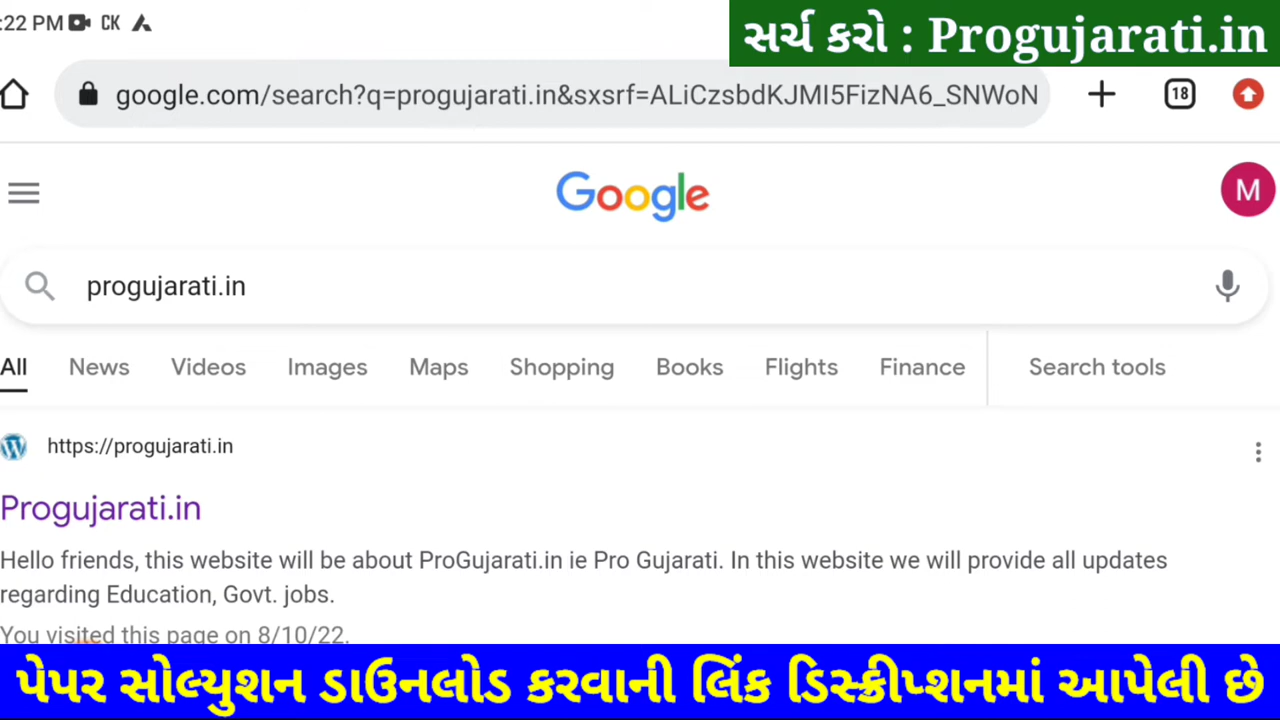 :22 PM CK
સર્ચ કરો : Progujarati.in
google.com/search?q=progujarati.in&sxsrf=ALiCzsbdKJMI5FizNA6_SNWoN
18
Google
M
progujarati.in
All News Videos Images Maps Shopping Books Flights Finance Search tools
https://progujarati.in
Progujarati.in
Hello friends, this website will be about ProGujarati.in ie Pro Gujarati. In this website we will provide all updates
regarding Education, Govt. jobs.
You visited this page on 8/10/22.
પેપર સોલ્યુશન ડાઉનલોડ કરવાની લિંક ડિસ્ક્રીપ્શનમાં આપેલી છે